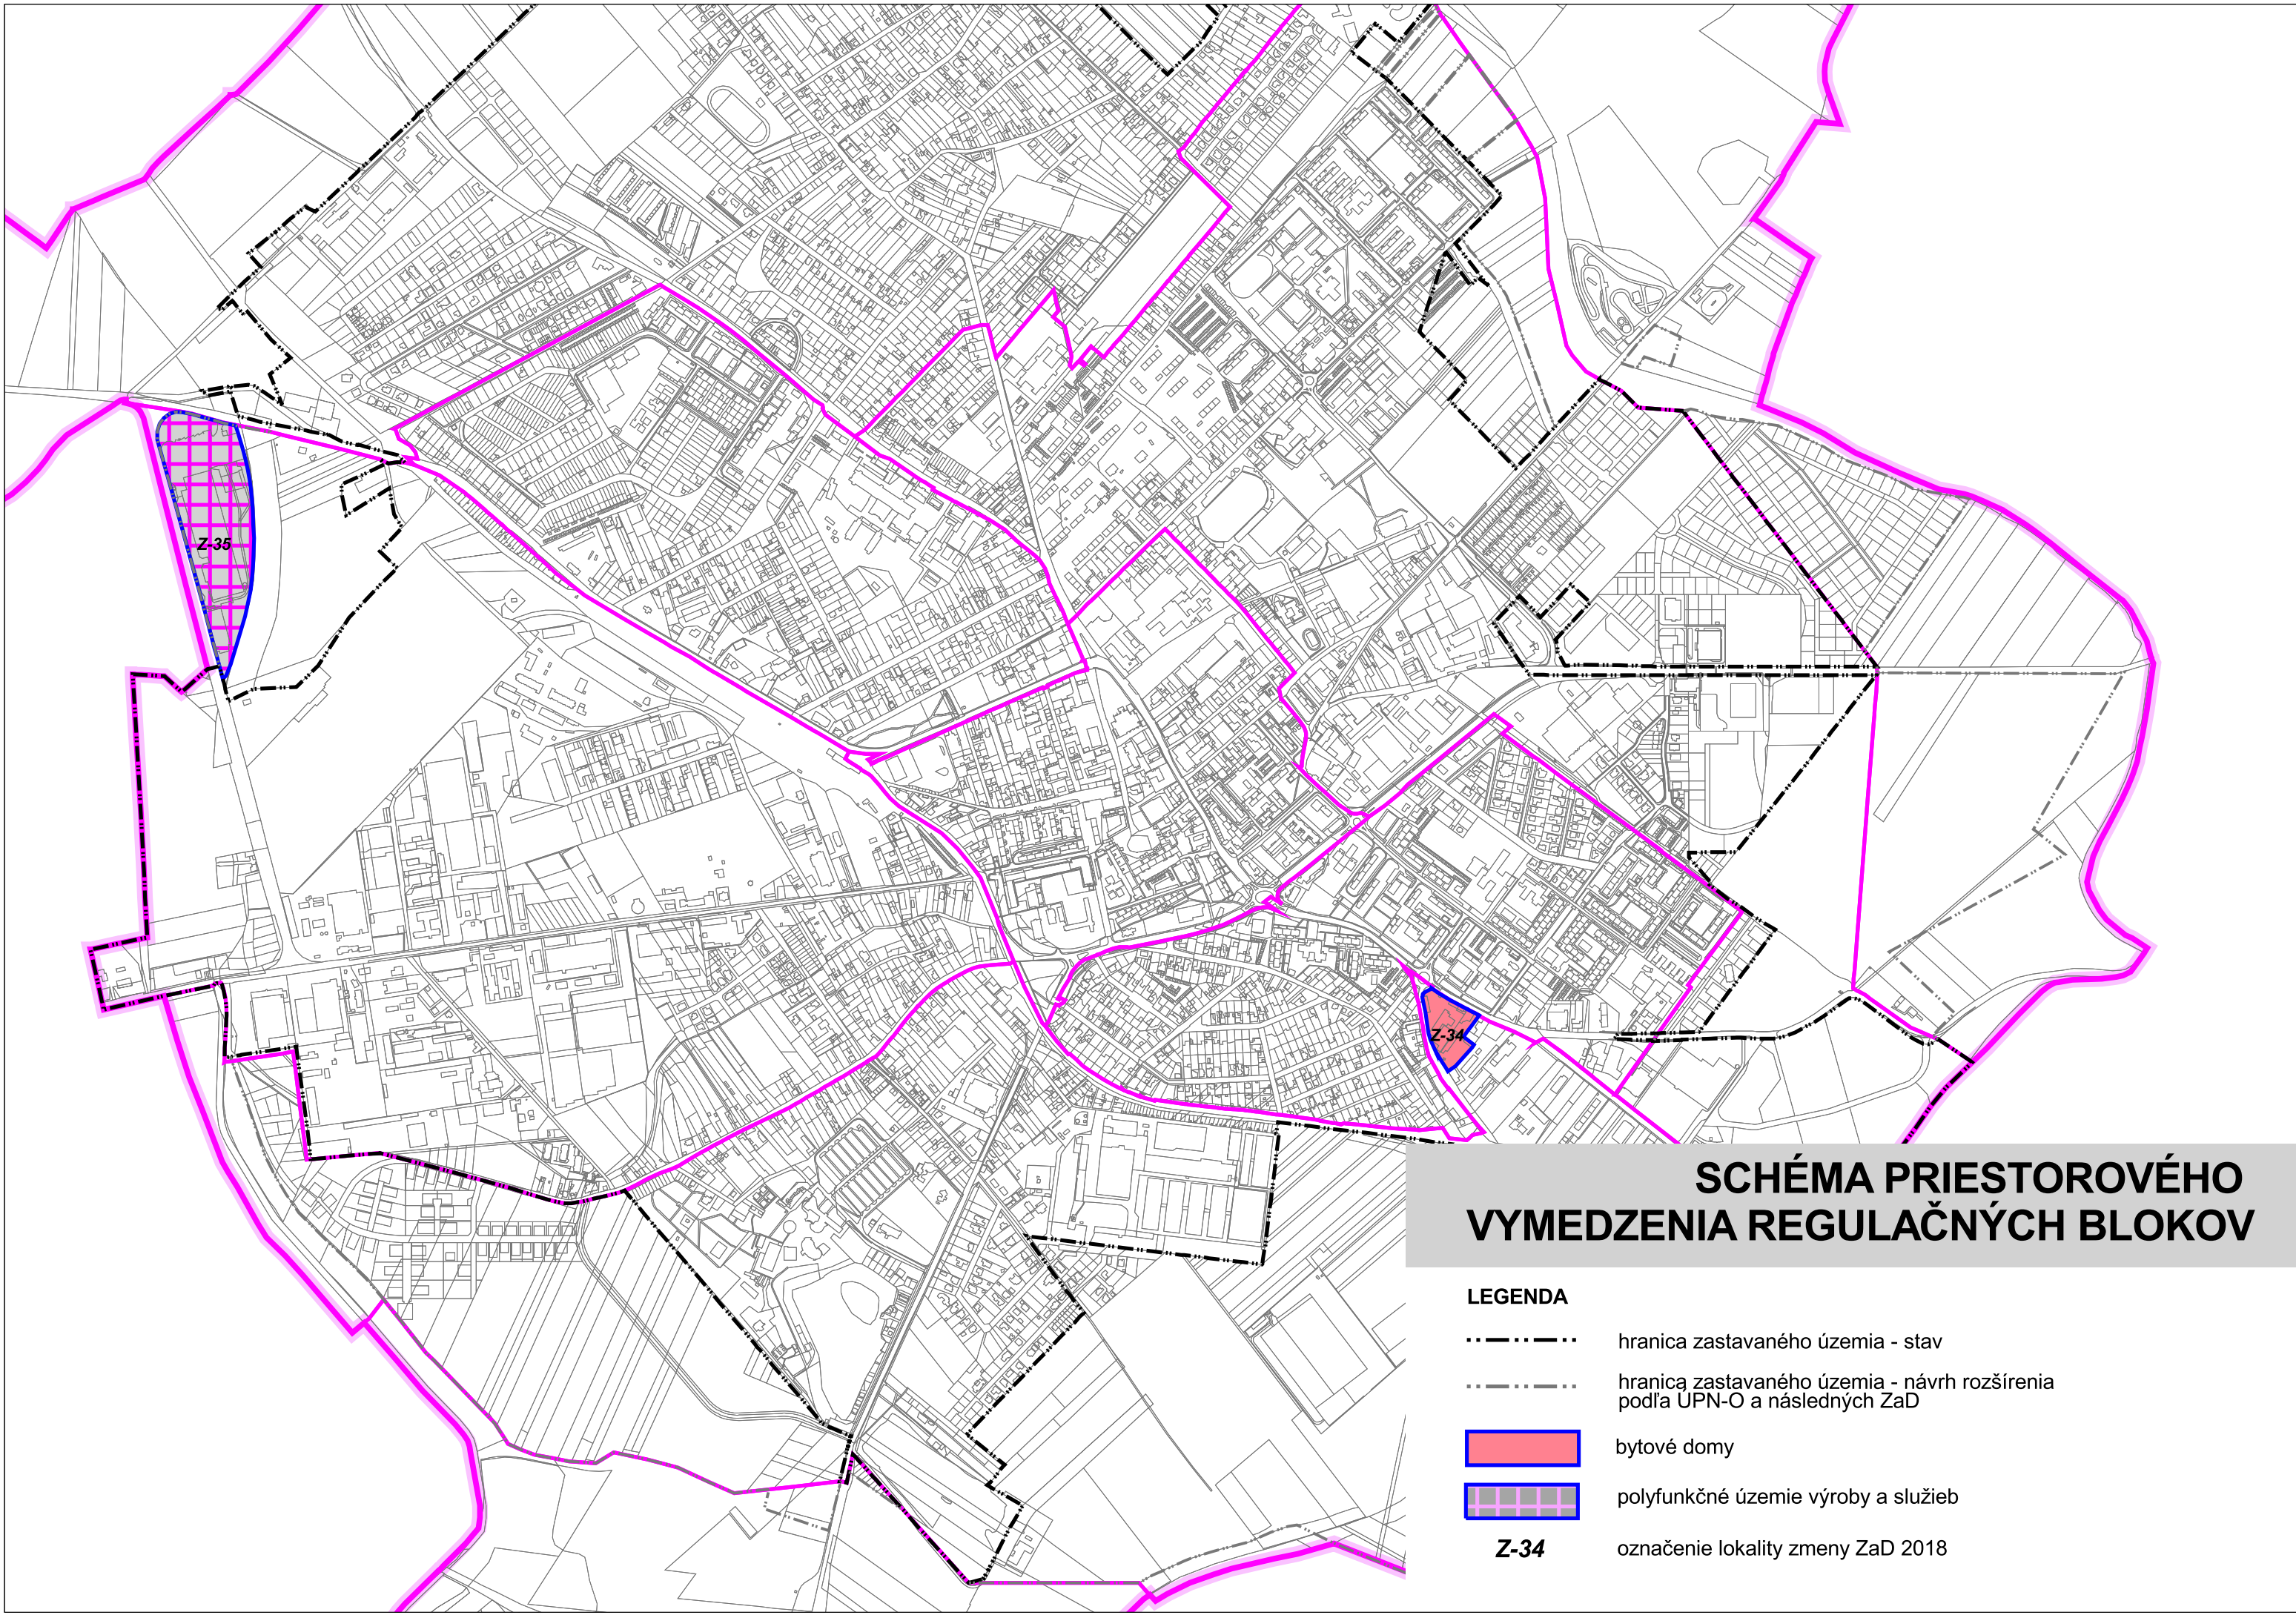 Z-35
Z-34
SCHÉMA PRIESTOROVÉHO
VYMEDZENIA REGULAČNÝCH BLOKOV
LEGENDA
hranica zastavaného územia - stav
hranica zastavaného územia - návrh rozšírenia
podľa ÚPN-O a následných ZaD
bytové domy
polyfunkčné územie výroby a služieb
Z-34
označenie lokality zmeny ZaD 2018